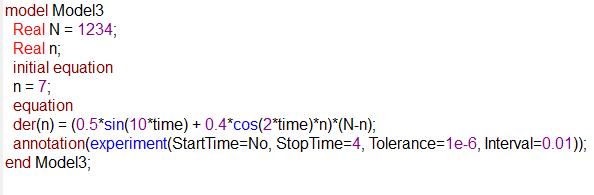 model Model3
Real N = 1234;
Real n;
initial equation
n = 7;
equation
der(n) = (0.5*sin(10*time) + 0.4*cos(2*time)*n)*(N-n);
annotation(experiment(StartTime=No, StopTime=4, Tolerance=1e-6, Interval=0.01));
end Model3;